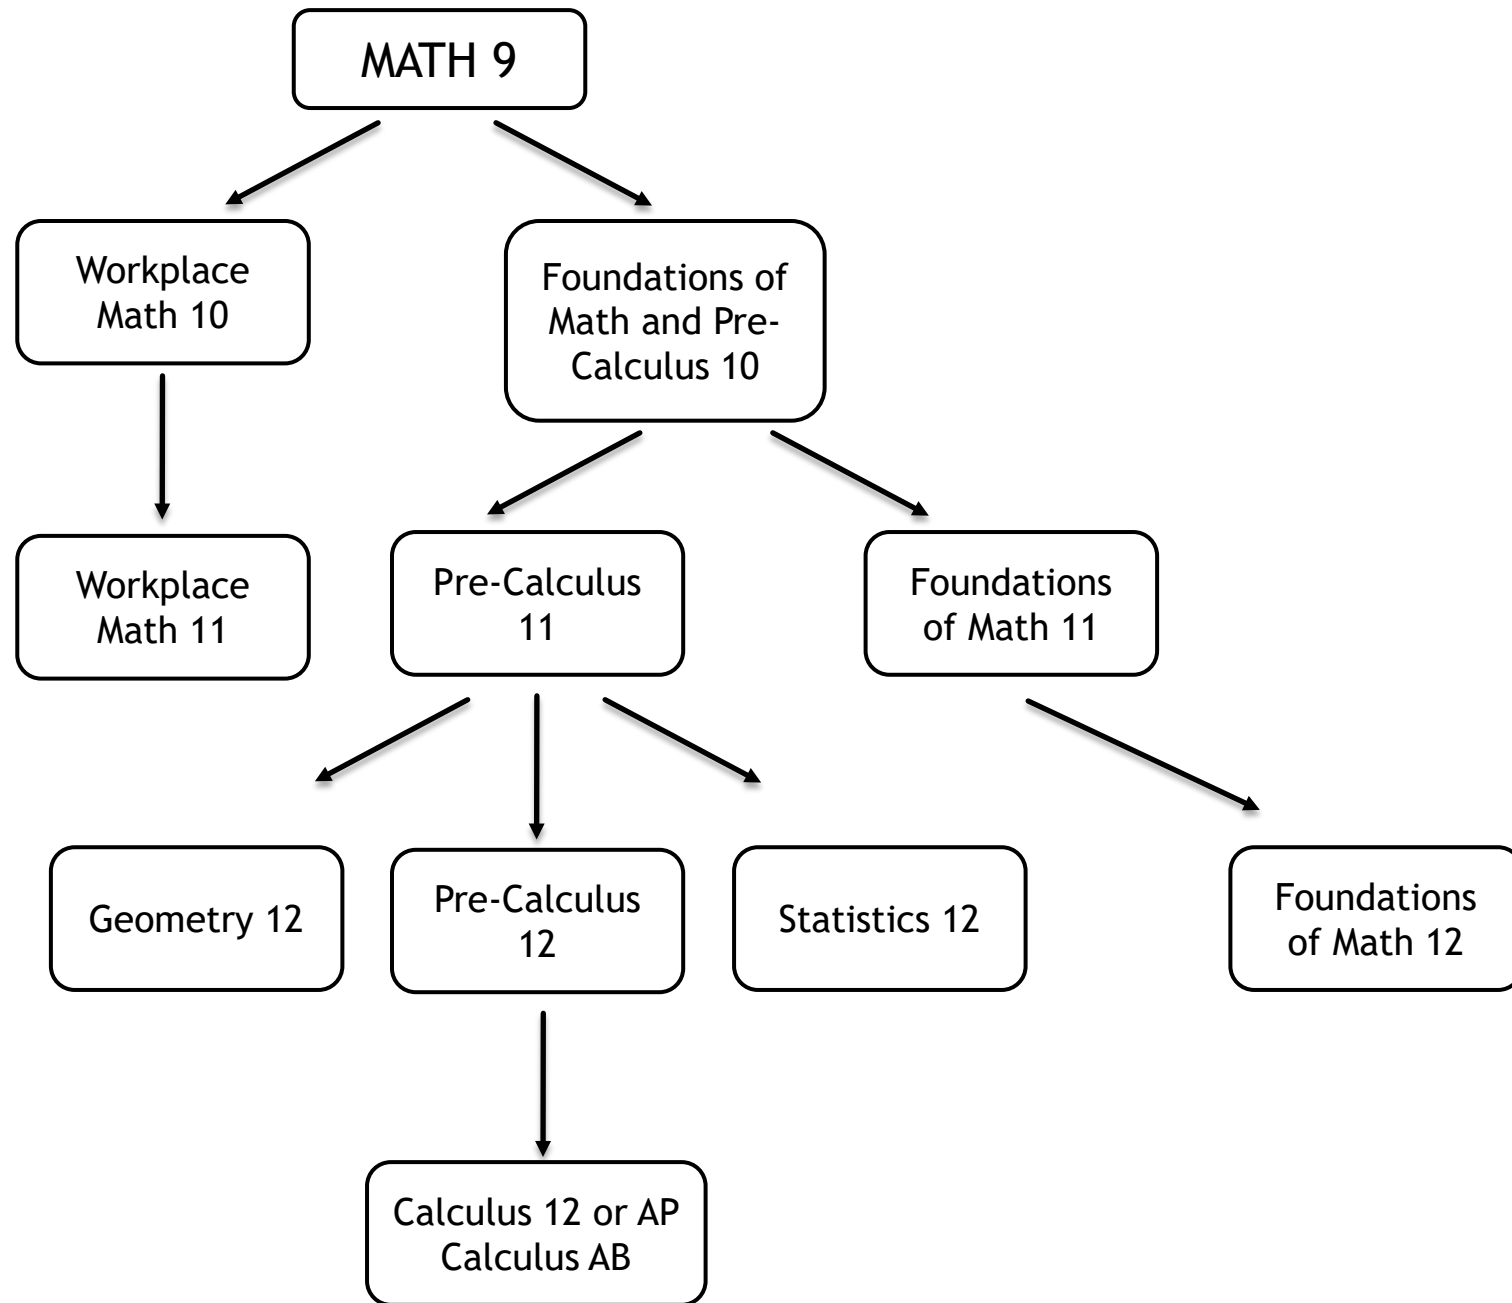 MATH 9
Workplace
Math 10
Foundations of
Math and Pre-
Calculus 10
Workplace
Math 11
Pre-Calculus
11
Foundations
of Math 11
Geometry 12
Pre-Calculus
12
Statistics 12
Foundations
of Math 12
Calculus 12 or AP
Calculus AB